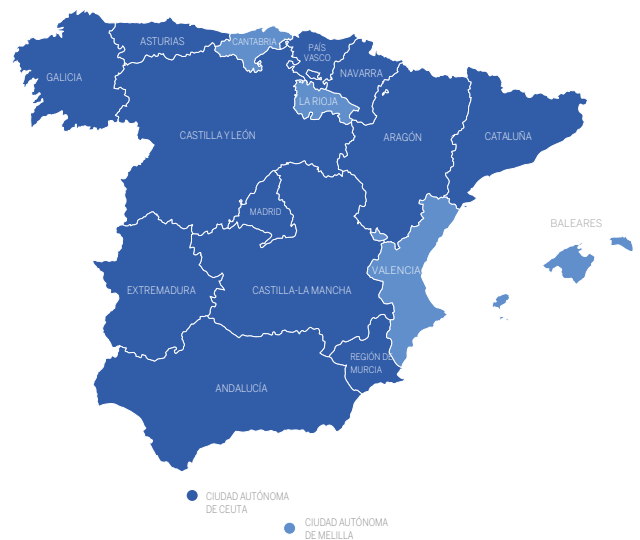 ASTURIAS
CANTABRIA
PAÍS
VASCO
GALICIA
NAVARRA
LA RIOJA
CASTILLA Y LEÓN
ARAGÓN
CATALUÑA
MADRID
BALEARES
VALENCIA
EXTREMADURA
CASTILLA-LA MANCHA
REGIÓN DE
MURCIA
ANDALUCÍA
CIUDAD AUTÓNOMA
DE CEUTA
CIUDAD AUTÓNOMA
DE MELILLA